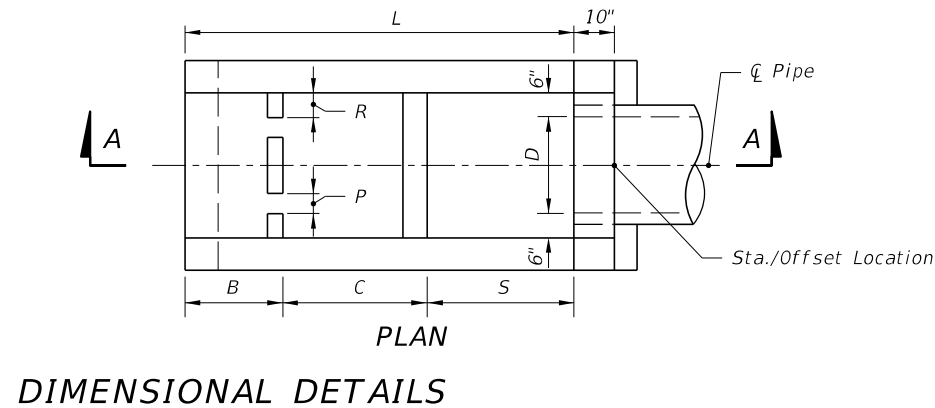 L
10"
6"
℄ Pipe
A
R
D
A
P
6"
Sta./Offset Location
B
C
S
PLAN
DIMENSIONAL DETAILS